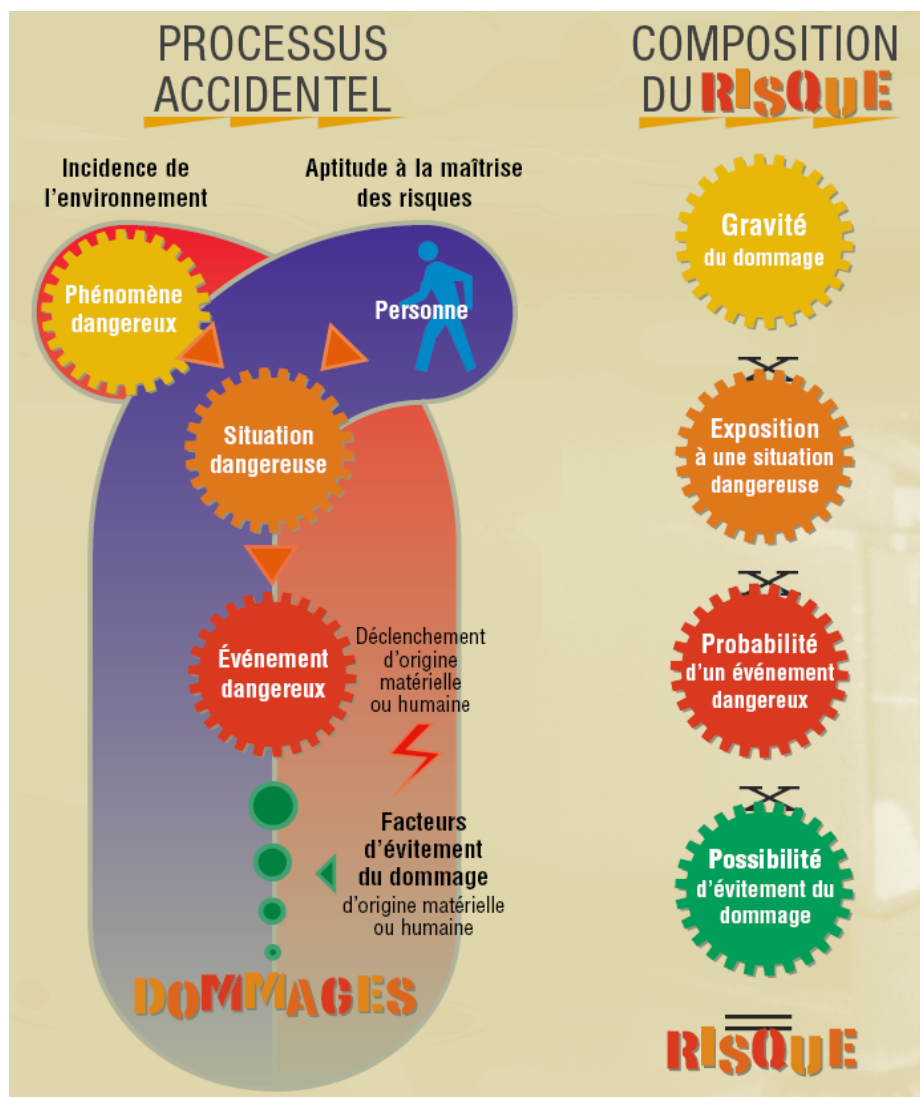 PROCESSUS
ACCIDENTEL
Incidence de
l'environnement
Aptitude à la maîtrise
des risques
Phénomène
dangereux
Personne
Situation
dangereuse
Événement
dangereux
Déclenchement
d'origine
matérielle
ou humaine
Facteurs
d'évitement
du dommage
d'origine matérielle
ou humaine
DOMMAGES
COMPOSITION
DU RISQUE
Gravité
du dommage
X
Exposition
à une situation
dangereuse
X
Probabilité
d'un événement
dangereux
X
Possibilité
d'évitement du
dommage
=
RISQUE